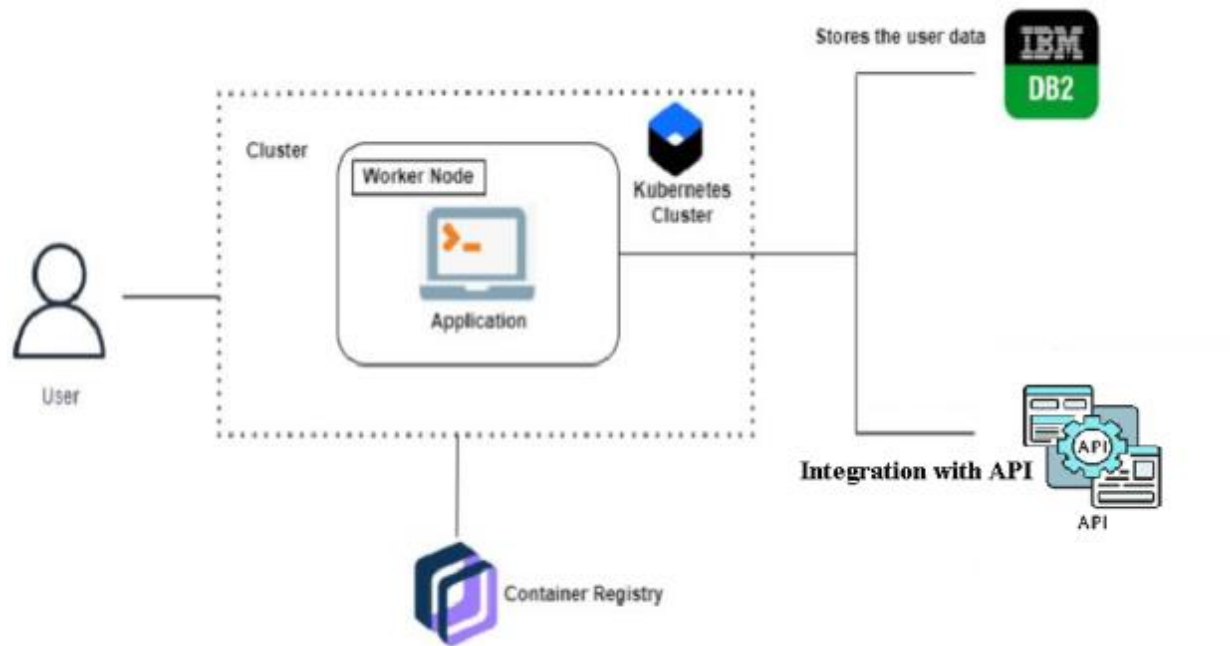 Stores the user data
IBM
DB2
Cluster
Worker Node
Kubernetes
Cluster
>_
Application
User
Integration with API
API
API
Container Registry